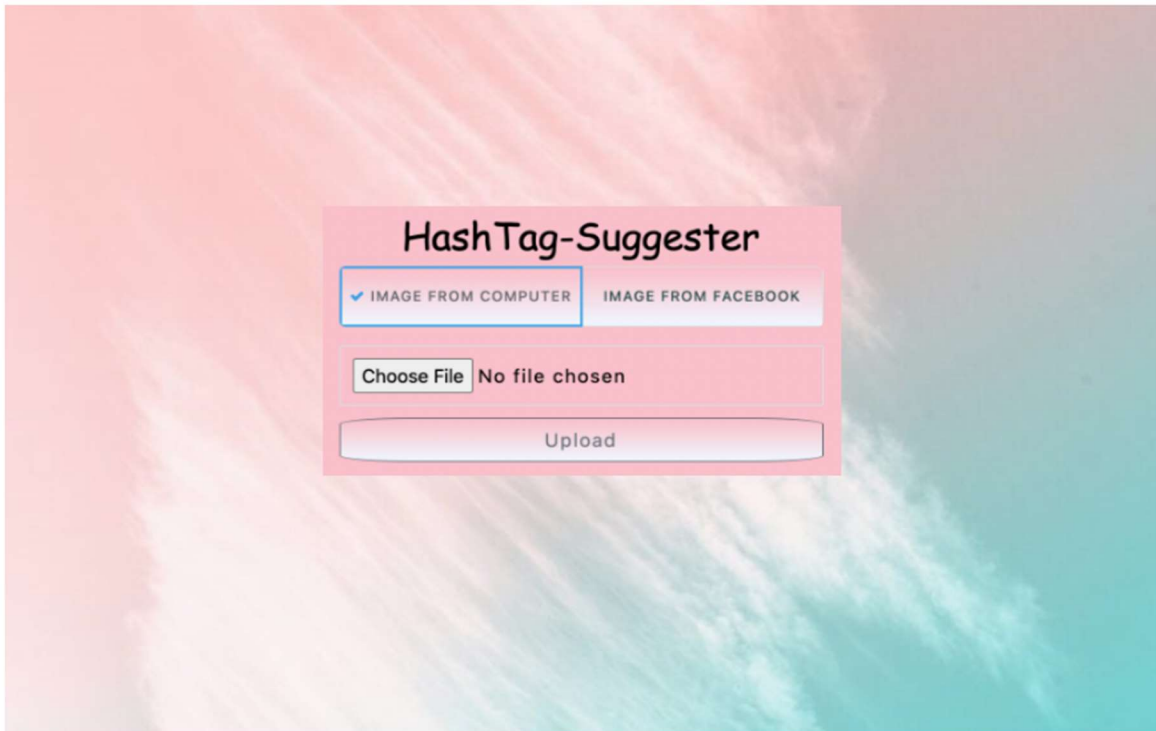 HashTag-Suggester
IMAGE FROM COMPUTER IMAGE FROM FACEBOOK
Choose File No file chosen
Upload